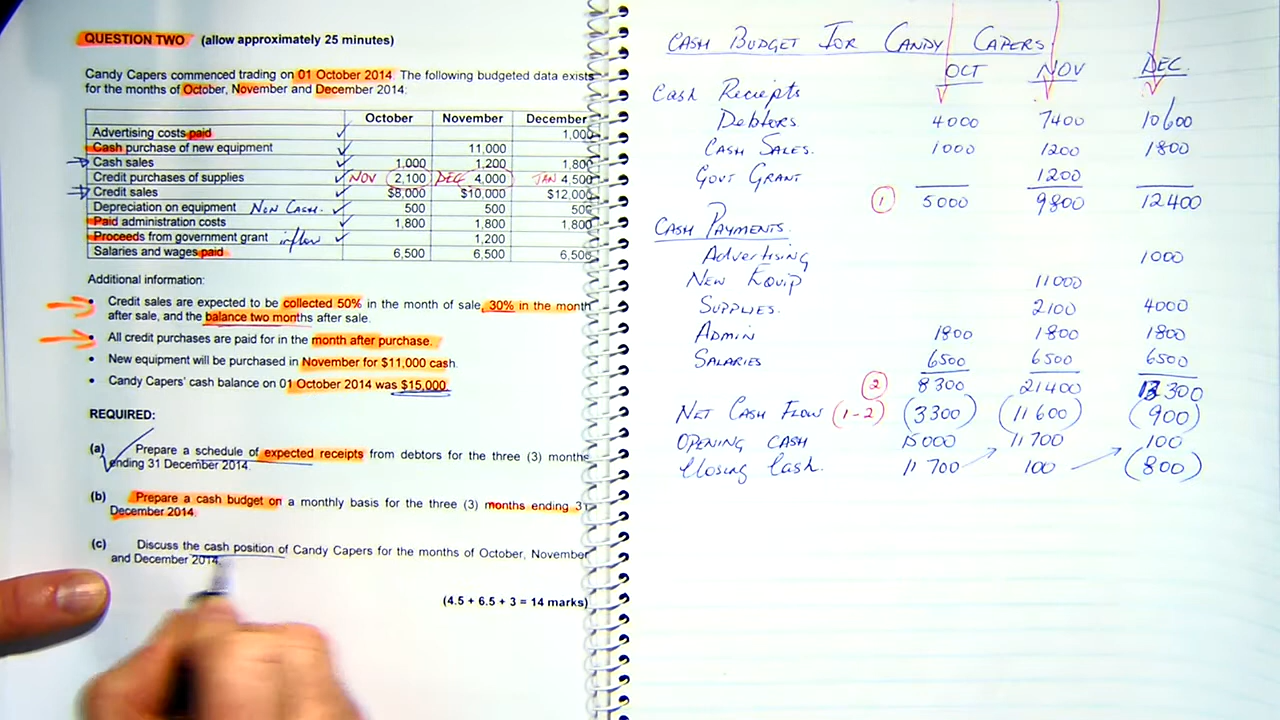 QUESTION TWO (allow approximately 25 minutes)
Candy Capers commenced trading on 01 October 2014. The following budgeted data exists
for the months of October, November and December 2014:
October November December
Advertising costs paid ✓ 1,000
Cash purchase of new equipment ✓ 11,000
Cash sales ✓ 1,000 1,200 1,800
Credit purchases of supplies ✓ NOV 2,100 DEC 4,000 JAN 4,500
Credit sales ✓ $8,000 $10,000 $12,000
Depreciation on equipment NON CASH. ✓ 500 500 500
Paid administration costs ✓ 1,800 1,800 1,800
Proceeds from government grant inflow ✓ 1,200
Salaries and wages paid 6,500 6,500 6,500
Additional information:
• Credit sales are expected to be collected 50% in the month of sale, 30% in the month
after sale, and the balance two months after sale.
• All credit purchases are paid for in the month after purchase.
• New equipment will be purchased in November for $11,000 cash.
• Candy Capers' cash balance on 01 October 2014 was $15,000
REQUIRED:
(a) Prepare a schedule of expected receipts from debtors for the three (3) months
ending 31 December 2014.
(b) Prepare a cash budget on a monthly basis for the three (3) months ending 31
December 2014
(c) Discuss the cash position of Candy Capers for the months of October, November
and December 2014.
(4.5 + 6.5 + 3 = 14 marks)
CASH BUDGET FOR CANDY CAPERS
OCT NOV DEC.
Cash Reciepts
Debtors 4000 7400 10600
CASH SALES. 1000 1200 1800
GOVT GRANT 1200
1 5000 9800 12400
CASH PAYMENTS.
Advertising 1000
NEW EQUIP 11000
SUPPLIES. 2100 4000
ADMIN 1800 1800 1800
SALARIES 6500 6500 6500
2 8300 21400 13300
NET CASH FLOW (1-2) (3300) (11600) (900)
OPENING CASH 15000 11700 100
Closing Cash. 11700 100 (800)